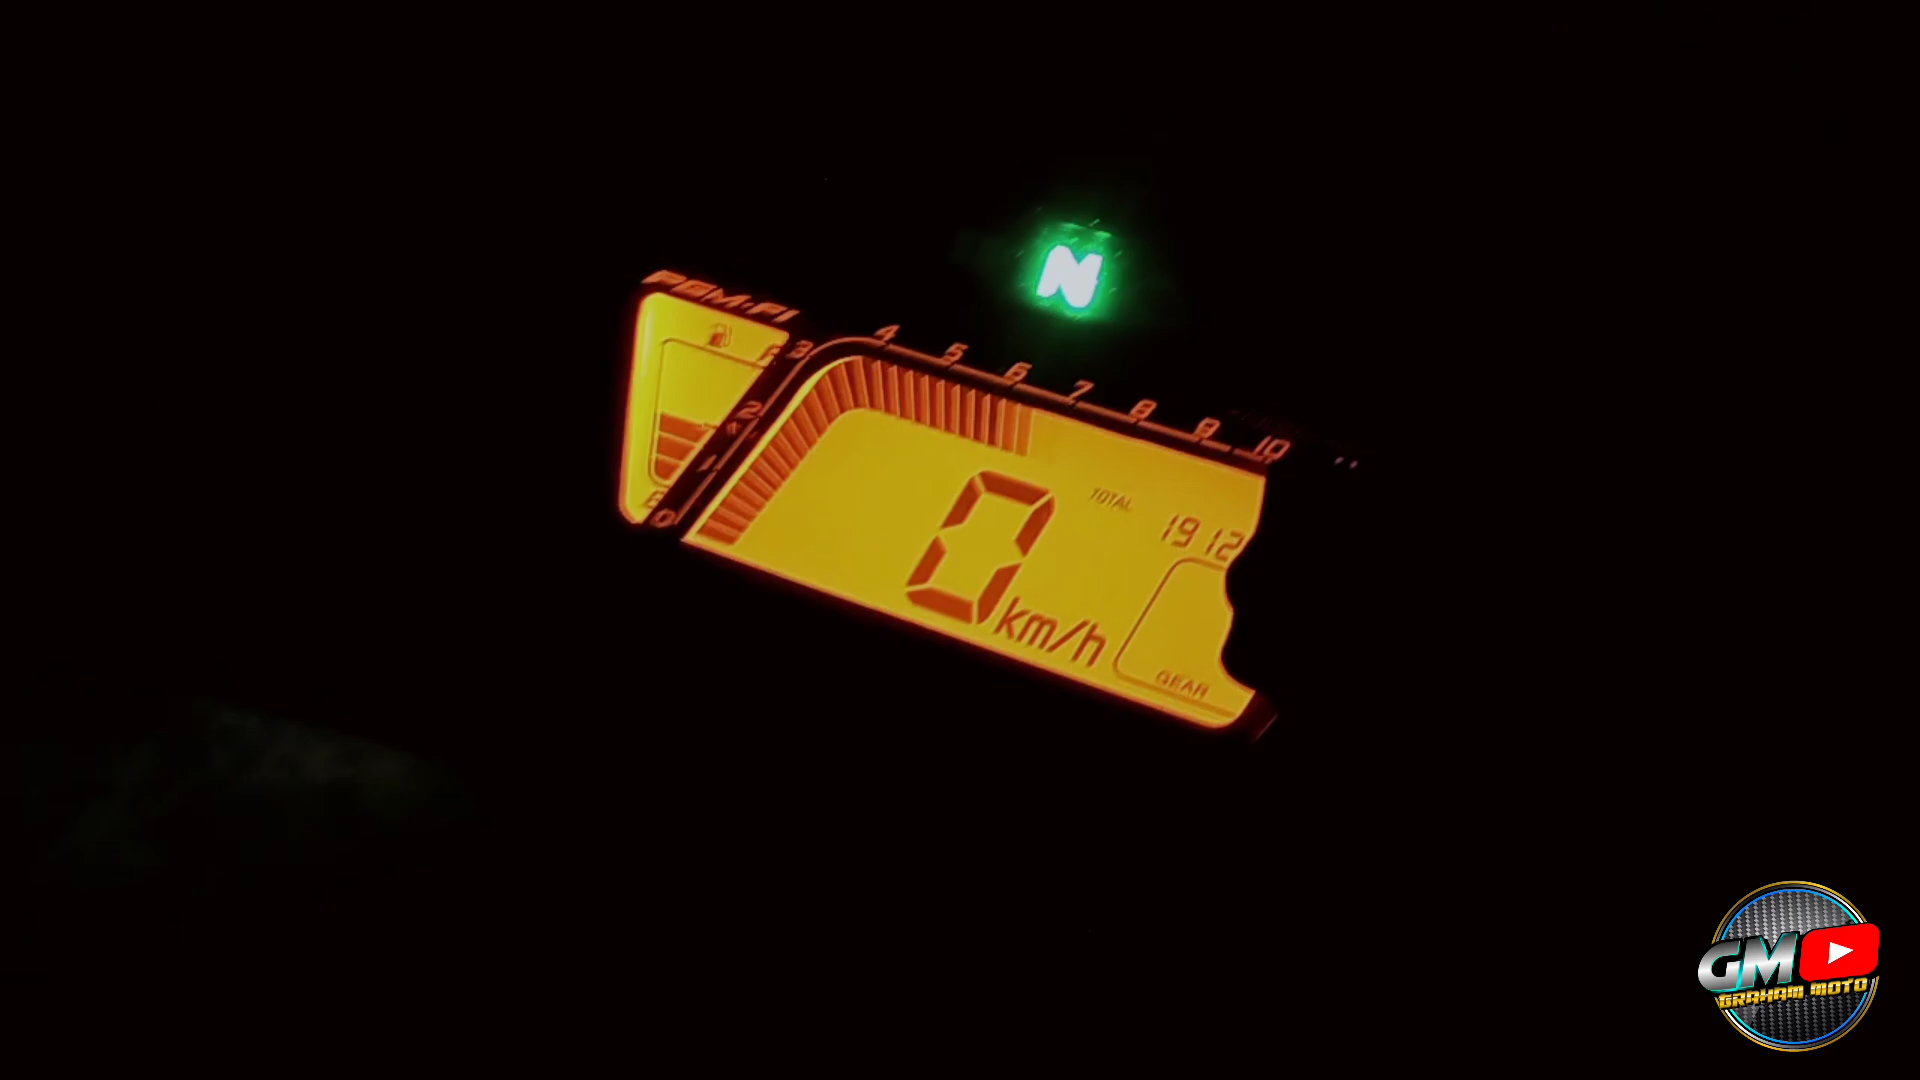 N
PGM-FI
4 5 6 7 8 9 10
3
2
1
0
E
TOTAL
1912
0 km/h
GEAR
GM
GRAHAM MOTO